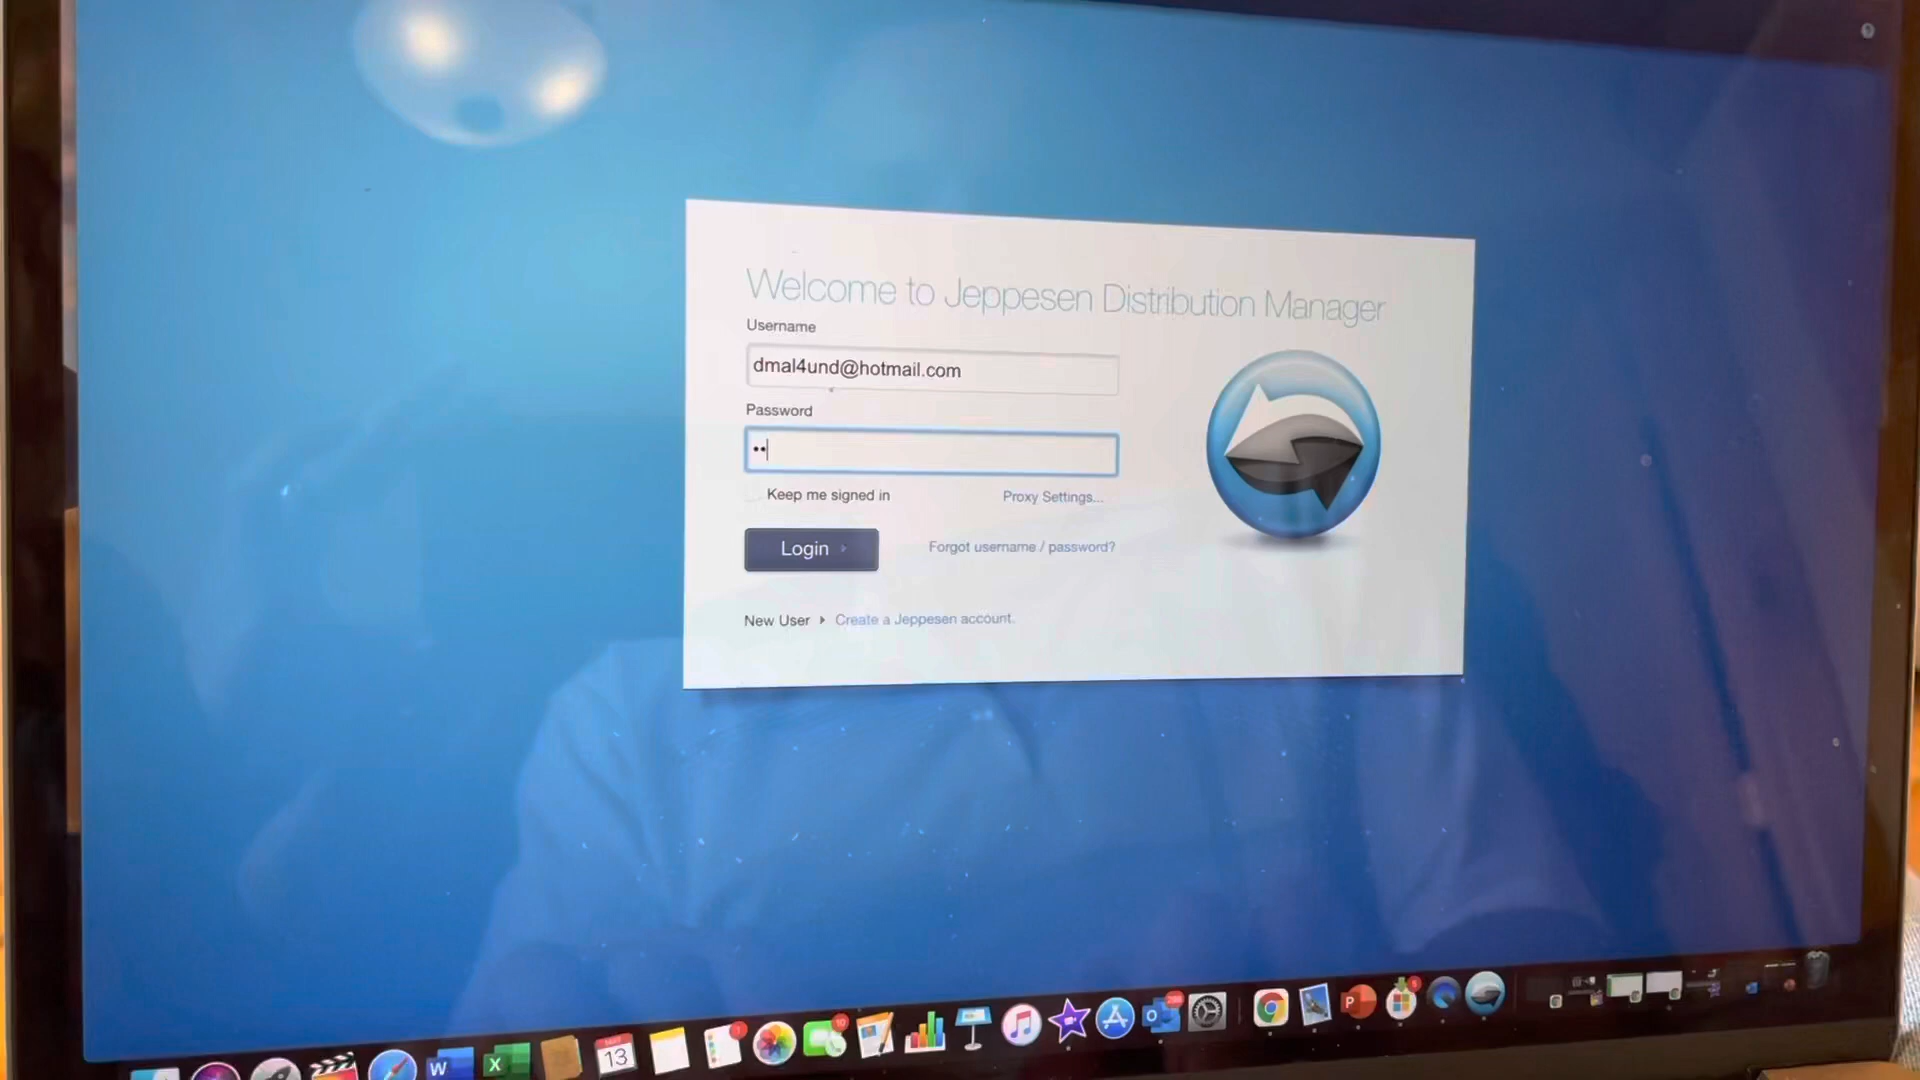 Welcome to Jeppesen Distribution Manager
Username
dmal4und@hotmail.com
Password
••
Keep me signed in
Proxy Settings...
Login
Forgot username / password?
New User
Create a Jeppesen account.
W
X
13
P